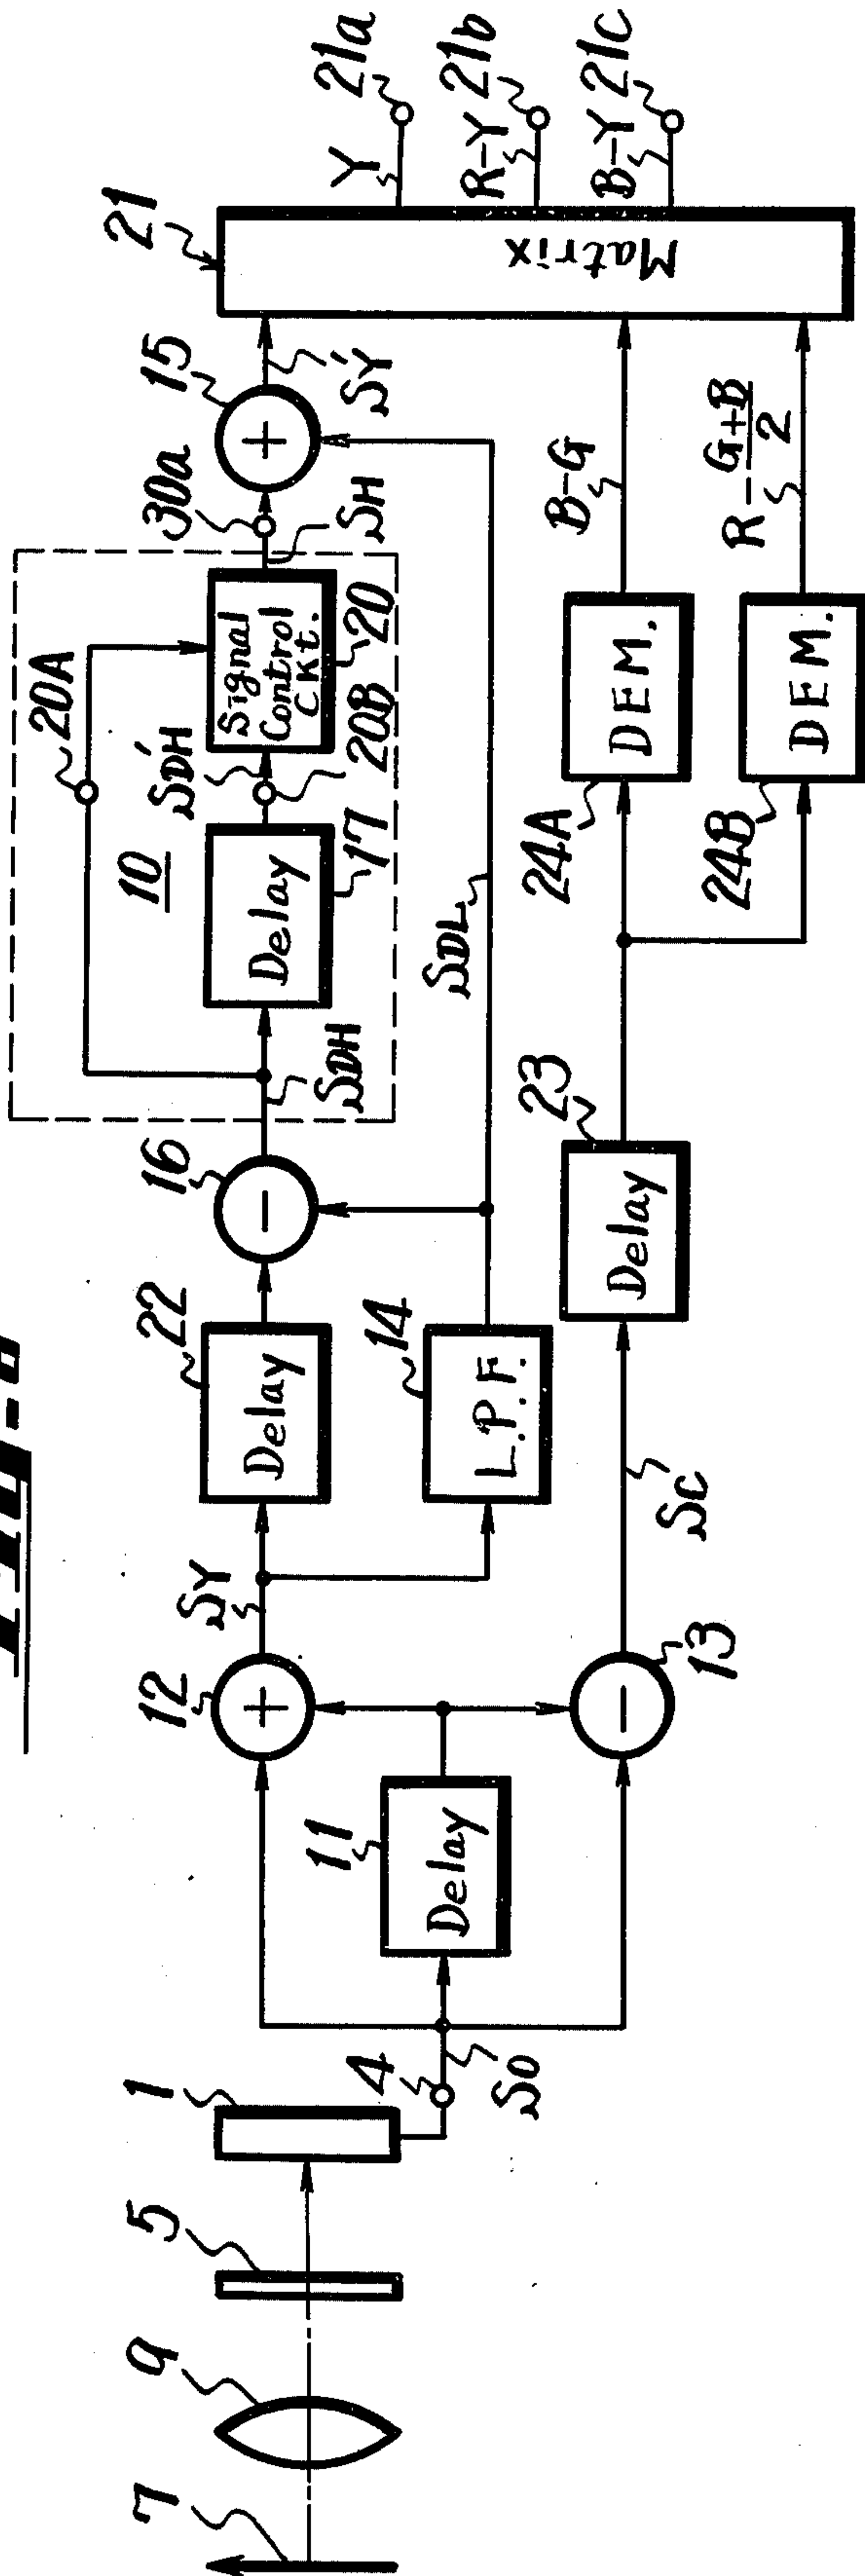 7
9
5
1
4
SO
11
Delay
12
SY
13
SC
22
Delay
14
L.P.F.
16
SDH
10
20A
Delay
17
S'DH
20B
Signal
Control
CKt.
20
SH
30a
15
S'Y
SDL
23
Delay
24A
DEM.
24B
DEM.
B-G
R-G+B/2
21
Matrix
Y
21a
R-Y
21b
B-Y
21c